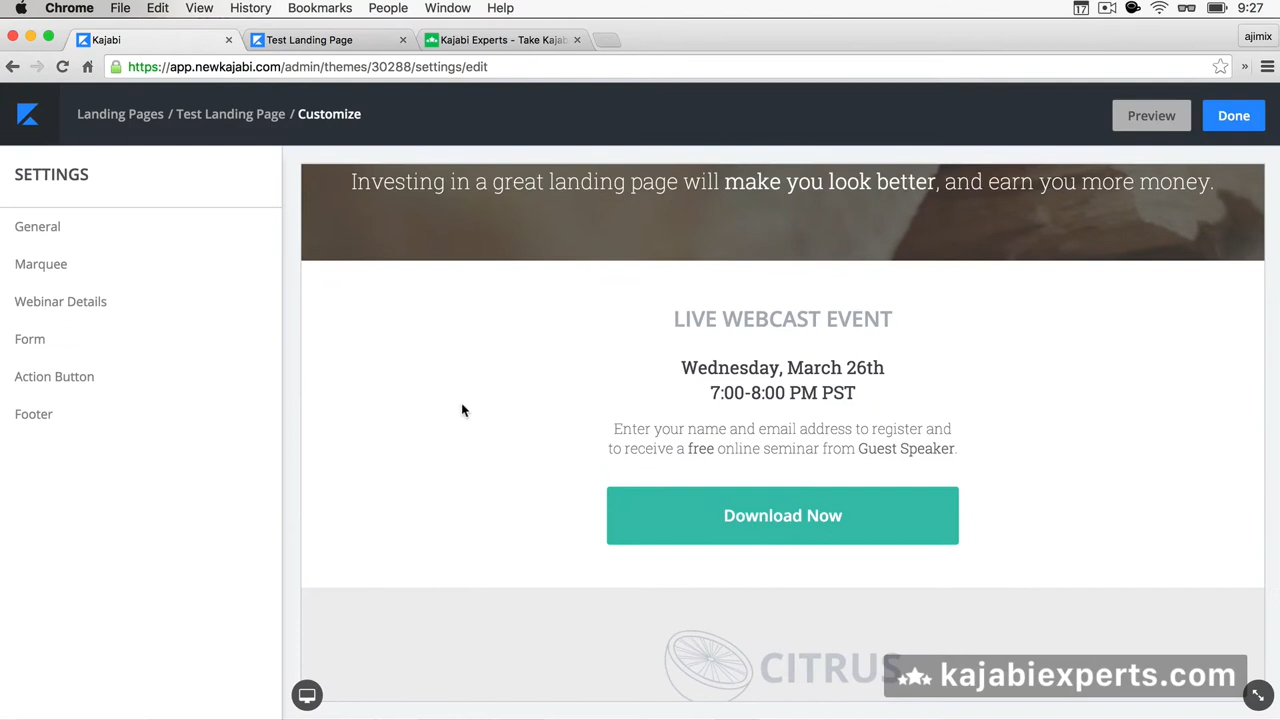 Chrome File Edit View History Bookmarks People Window Help 17 9:27
Kajabi Test Landing Page Kajabi Experts - Take Kajab ajimix
https://app.newkajabi.com/admin/themes/30288/settings/edit »
Landing Pages / Test Landing Page / Customize Preview Done
SETTINGS
General
Marquee
Webinar Details
Form
Action Button
Footer
Investing in a great landing page will make you look better, and earn you more money.
LIVE WEBCAST EVENT
Wednesday, March 26th
7:00-8:00 PM PST
Enter your name and email address to register and
to receive a free online seminar from Guest Speaker.
Download Now
CITRUS
kajabiexperts.com